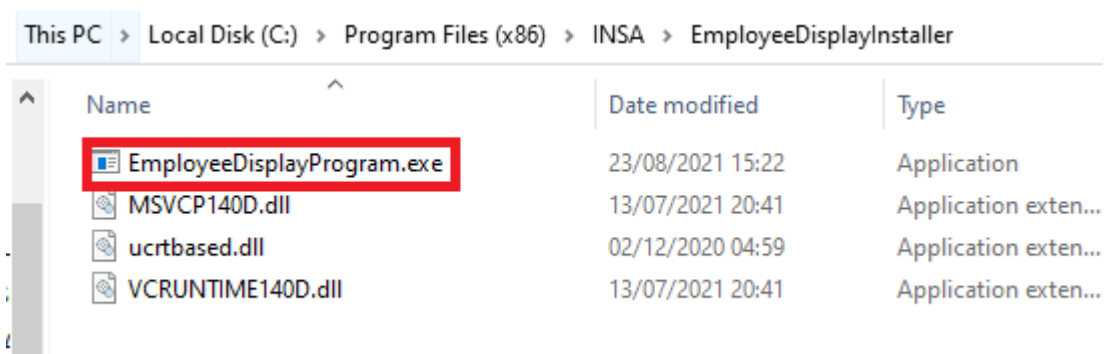 This PC > Local Disk (C:) > Program Files (x86) > INSA > EmployeeDisplayInstaller
Name Date modified Type
EmployeeDisplayProgram.exe 23/08/2021 15:22 Application
MSVCP140D.dll 13/07/2021 20:41 Application exten...
ucrtbased.dll 02/12/2020 04:59 Application exten...
VCRUNTIME140D.dll 13/07/2021 20:41 Application exten...